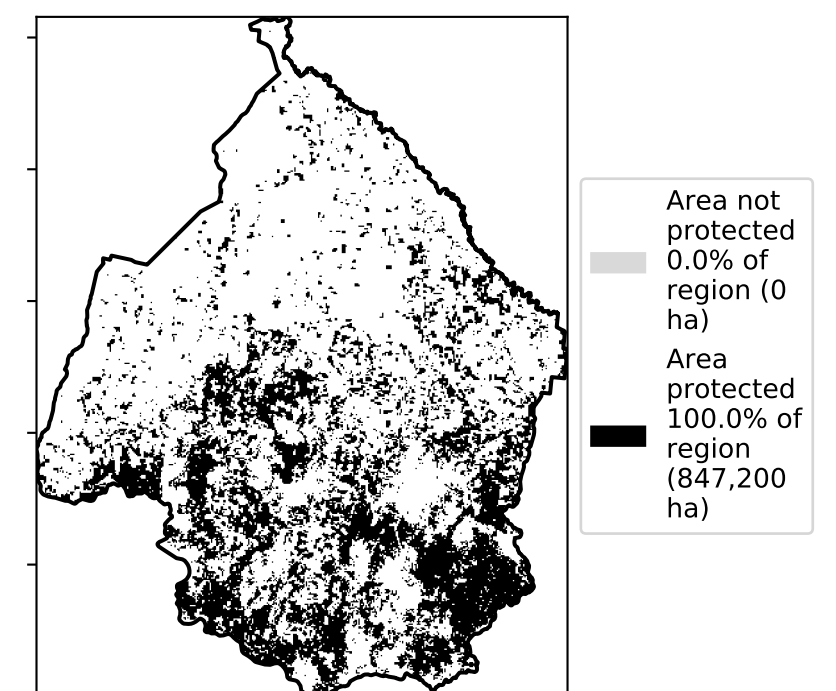 Area not
protected
0.0% of
region (0
ha)
Area
protected
100.0% of
region
(847,200
ha)